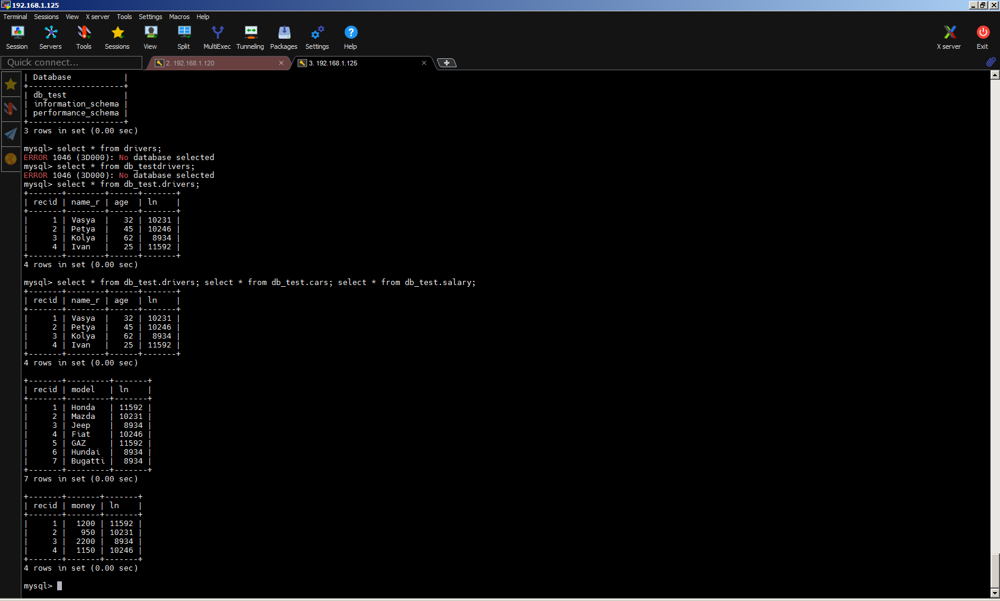 192.168.1.125
Terminal Sessions View X server Tools Settings Macros Help
Session Servers Tools Sessions View Split MultiExec Tunneling Packages Settings Help X server Exit
Quick connect... 2. 192.168.1.120 3. 192.168.1.125
| Database           |
+--------------------+
| db_test            |
| information_schema |
| performance_schema |
+--------------------+
3 rows in set (0.00 sec)
mysql> select * from drivers;
ERROR 1046 (3D000): No database selected
mysql> select * from db_testdrivers;
ERROR 1046 (3D000): No database selected
mysql> select * from db_test.drivers;
+-------+--------+------+-------+
| recid | name_r | age  | ln    |
+-------+--------+------+-------+
|     1 | Vasya  |   32 | 10231 |
|     2 | Petya  |   45 | 10246 |
|     3 | Kolya  |   62 |  8934 |
|     4 | Ivan   |   25 | 11592 |
+-------+--------+------+-------+
4 rows in set (0.00 sec)
mysql> select * from db_test.drivers; select * from db_test.cars; select * from db_test.salary;
+-------+--------+------+-------+
| recid | name_r | age  | ln    |
+-------+--------+------+-------+
|     1 | Vasya  |   32 | 10231 |
|     2 | Petya  |   45 | 10246 |
|     3 | Kolya  |   62 |  8934 |
|     4 | Ivan   |   25 | 11592 |
+-------+--------+------+-------+
4 rows in set (0.00 sec)
+-------+---------+-------+
| recid | model   | ln    |
+-------+---------+-------+
|     1 | Honda   | 11592 |
|     2 | Mazda   | 10231 |
|     3 | Jeep    |  8934 |
|     4 | Fiat    | 10246 |
|     5 | GAZ     | 11592 |
|     6 | Hundai  |  8934 |
|     7 | Bugatti |  8934 |
+-------+---------+-------+
7 rows in set (0.00 sec)
+-------+-------+-------+
| recid | money | ln    |
+-------+-------+-------+
|     1 |  1200 | 11592 |
|     2 |   950 | 10231 |
|     3 |  2200 |  8934 |
|     4 |  1150 | 10246 |
+-------+-------+-------+
4 rows in set (0.00 sec)
mysql>